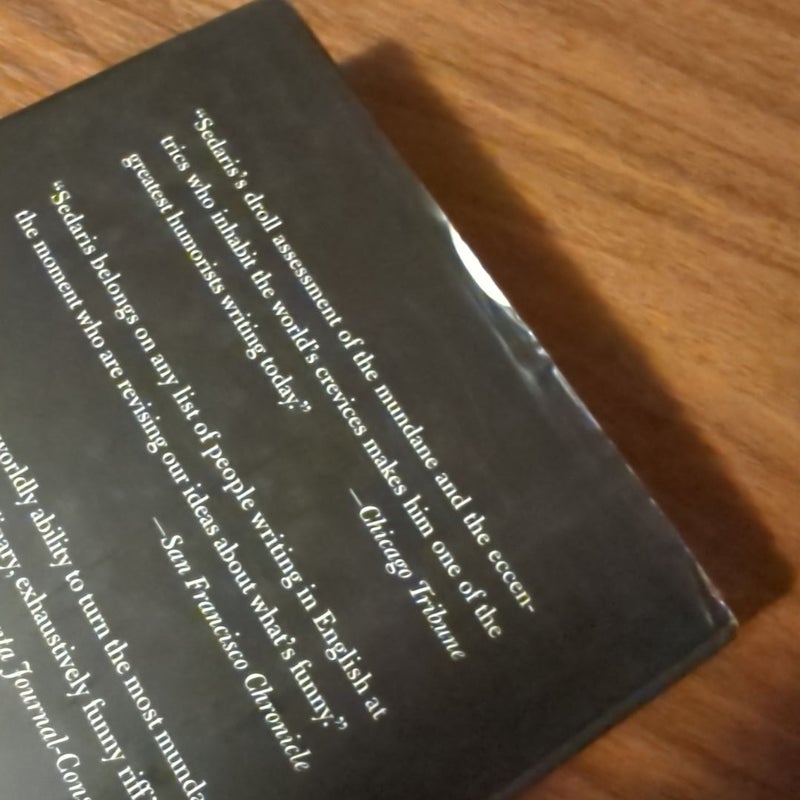 “Sedaris’s droll assessment of the mundane and the eccen-
trics who inhabit the world’s crevices makes him one of the
greatest humorists writing today.”
—Chicago Tribune
“Sedaris belongs on any list of people writing in English at
the moment who are revising our ideas about what’s funny.”
—San Francisco Chronicle
worldly ability to turn the most
exhaustively funny
Journal-